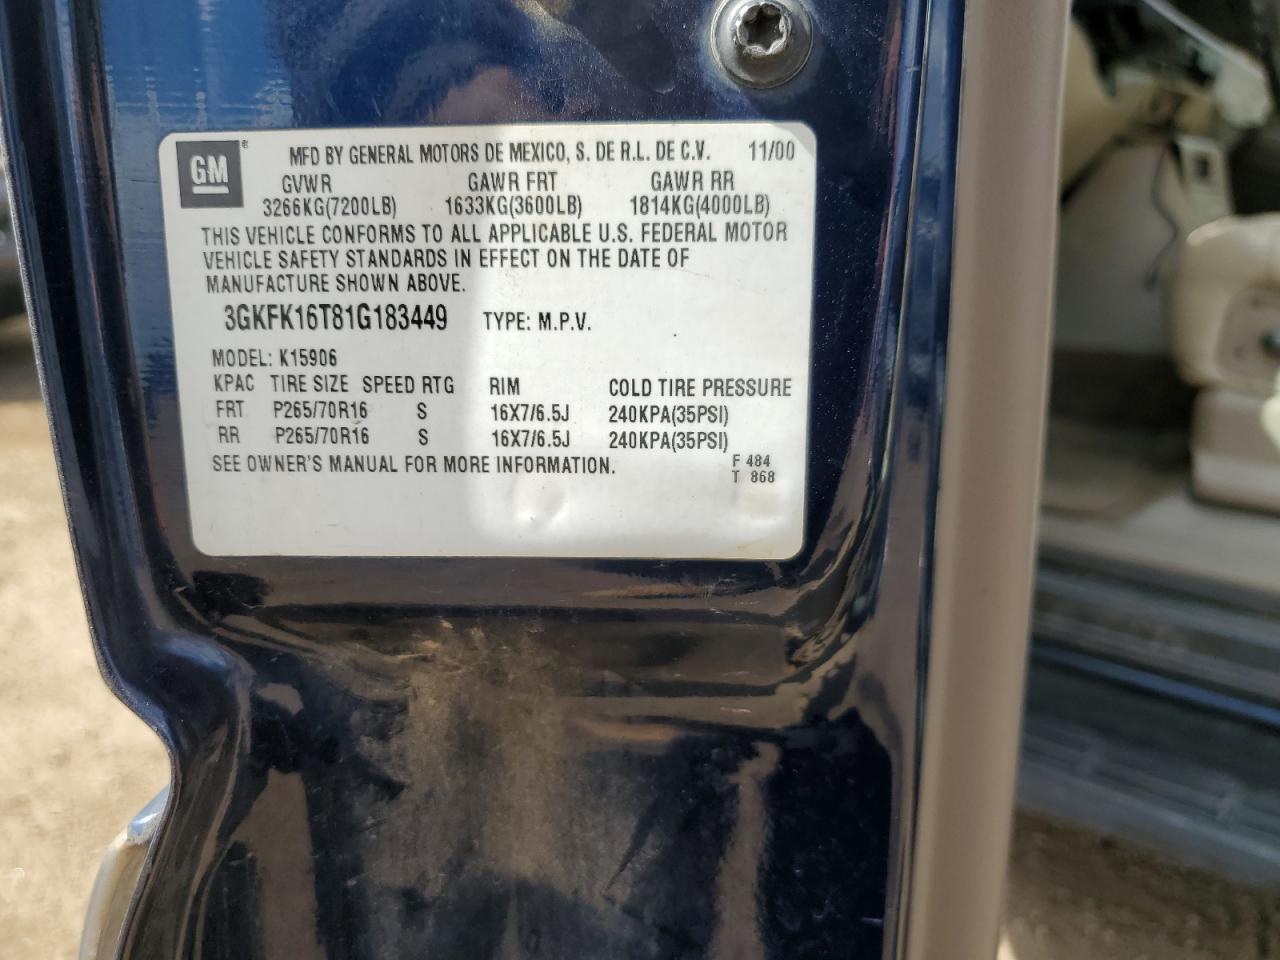 GM ® MFD BY GENERAL MOTORS DE MEXICO, S. DE R.L. DE C.V. 11/00
GVWR GAWR FRT GAWR RR
3266KG(7200LB) 1633KG(3600LB) 1814KG(4000LB)
THIS VEHICLE CONFORMS TO ALL APPLICABLE U.S. FEDERAL MOTOR
VEHICLE SAFETY STANDARDS IN EFFECT ON THE DATE OF
MANUFACTURE SHOWN ABOVE.
3GKFK16T81G183449 TYPE: M.P.V.
MODEL: K15906
KPAC TIRE SIZE SPEED RTG RIM COLD TIRE PRESSURE
FRT P265/70R16 S 16X7/6.5J 240KPA(35PSI)
RR P265/70R16 S 16X7/6.5J 240KPA(35PSI)
SEE OWNER'S MANUAL FOR MORE INFORMATION. F 484
T 868